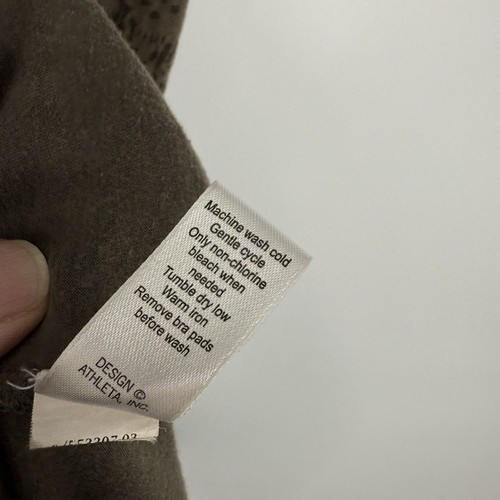 Machine wash cold
Gentle cycle
Only non-chlorine
bleach when
needed
Tumble dry low
Warm iron
Remove bra pads
before wash
DESIGN ©
ATHLETA, INC.